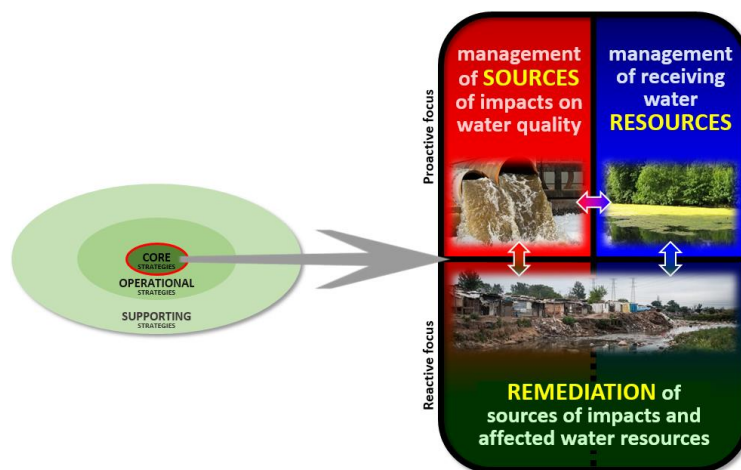 CORE
STRATEGIES
OPERATIONAL
STRATEGIES
SUPPORTING
STRATEGIES
Proactive focus
management
of SOURCES
of impacts on
water quality
management
of receiving
water
RESOURCES
Reactive focus
REMEDIATION of
sources of impacts and
affected water resources